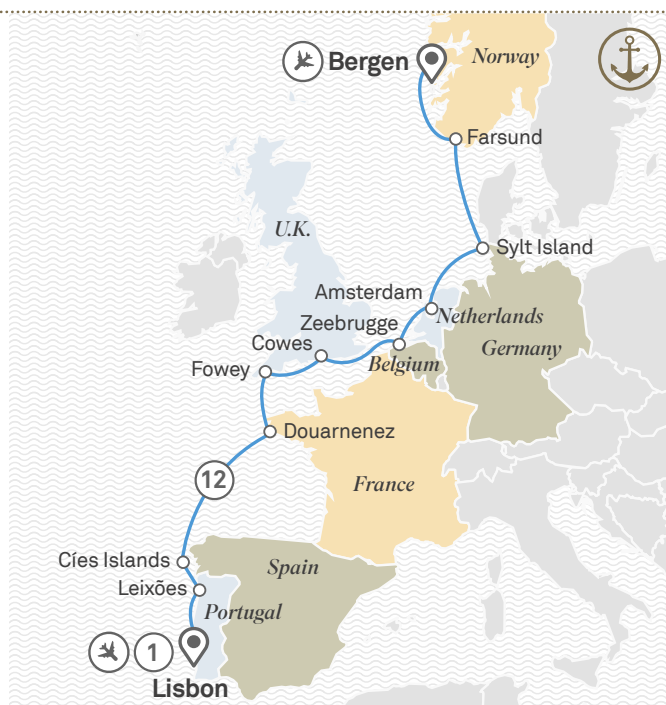 Bergen
Norway
Farsund
U.K.
Sylt Island
Amsterdam
Netherlands
Zeebrugge
Cowes
Germany
Belgium
Fowey
Douarnenez
12
France
Cíes Islands
Spain
Leixões
Portugal
1
Lisbon